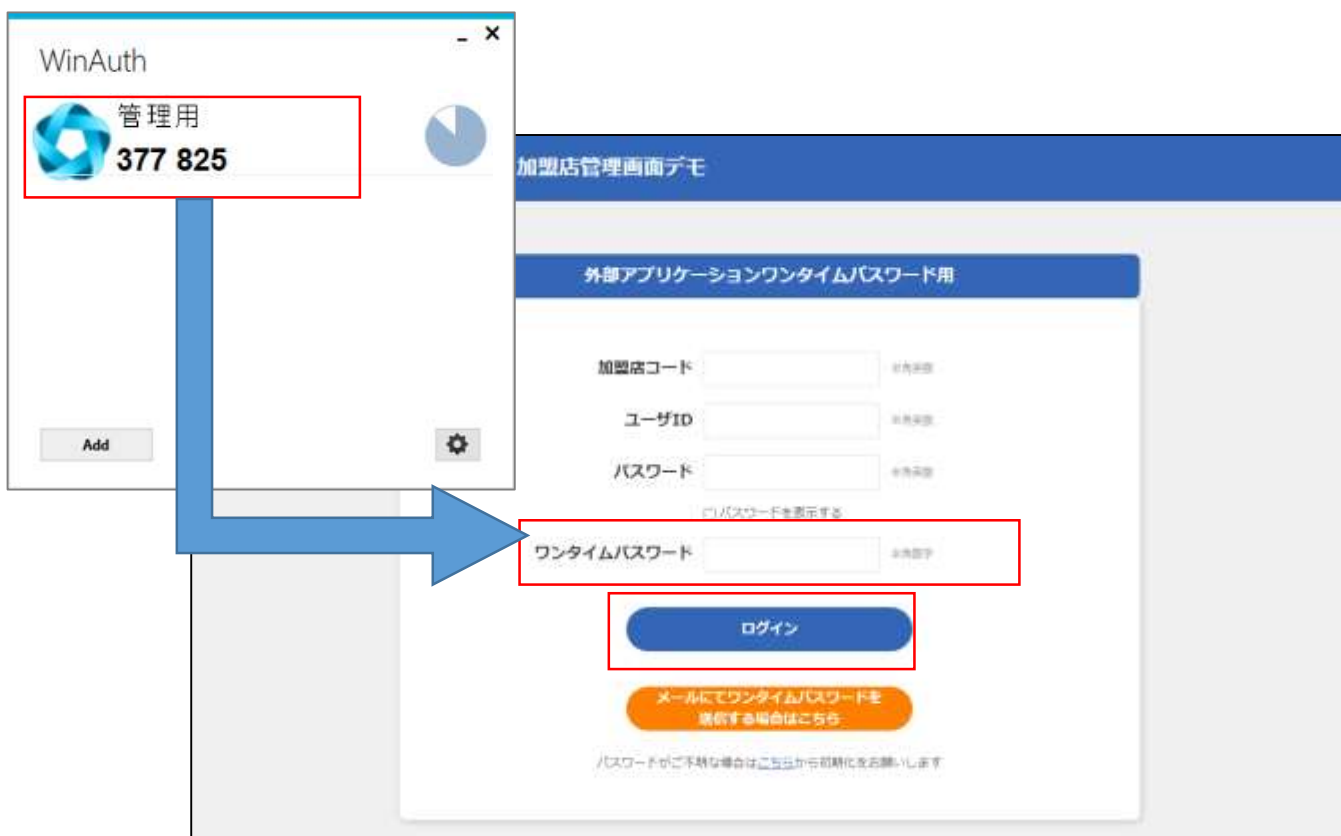 WinAuth
管理用
377 825
Add
加盟店管理画面デモ
外部アプリケーションワンタイムパスワード用
加盟店コード
ユーザID
パスワード
パスワードを表示する
ワンタイムパスワード
ログイン
メールにてワンタイムパスワードを
送信する場合はこちら
パスワードがご不明な場合はこちらから初期化をお願いします